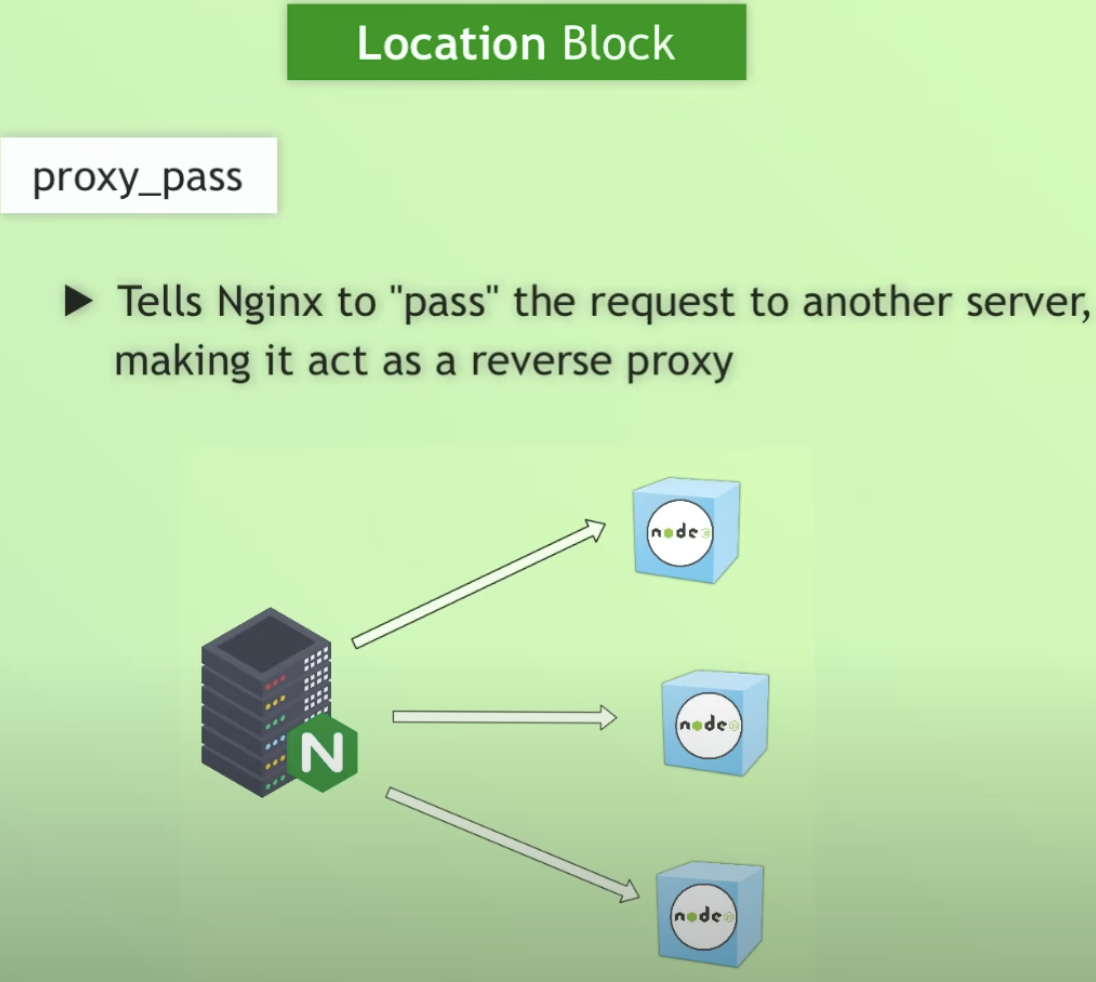 Location Block
proxy_pass
▶ Tells Nginx to "pass" the request to another server,
making it act as a reverse proxy
node
N
node
node